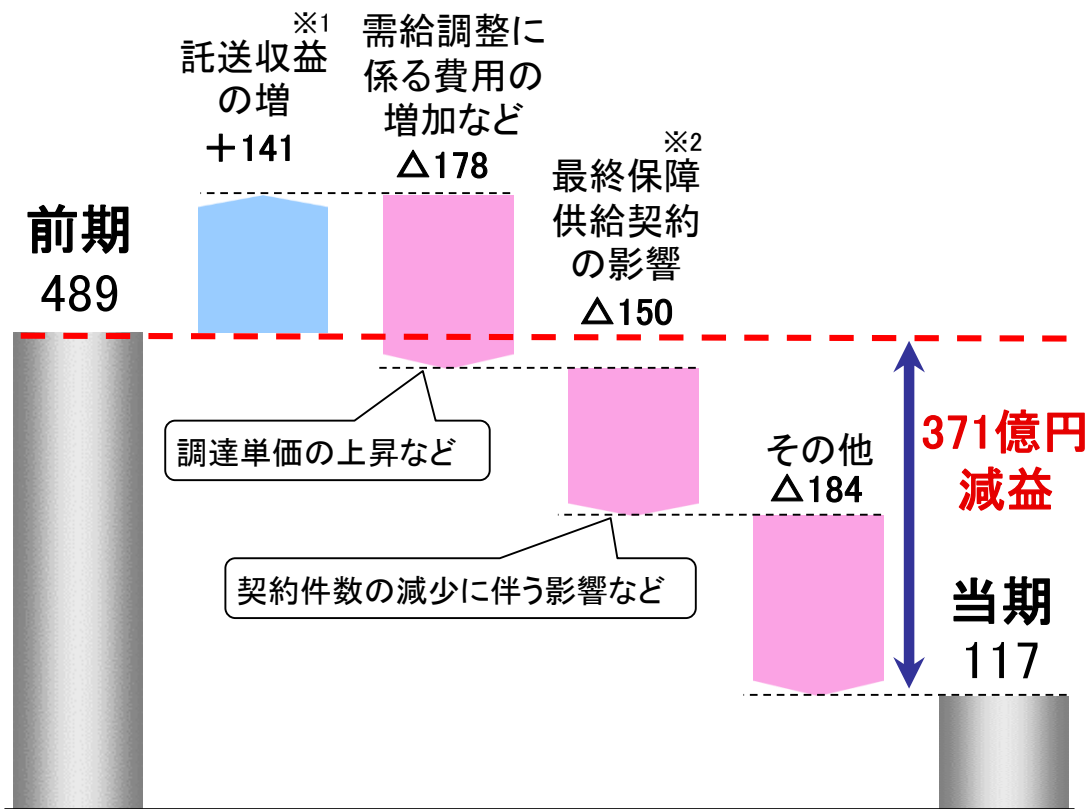 前期
489
※1
託送収益
の増
＋141
需給調整に
係る費用の
増加など
△178
調達単価の上昇など
※2
最終保障
供給契約
の影響
△150
契約件数の減少に伴う影響など
その他
△184
371億円
減益
当期
117